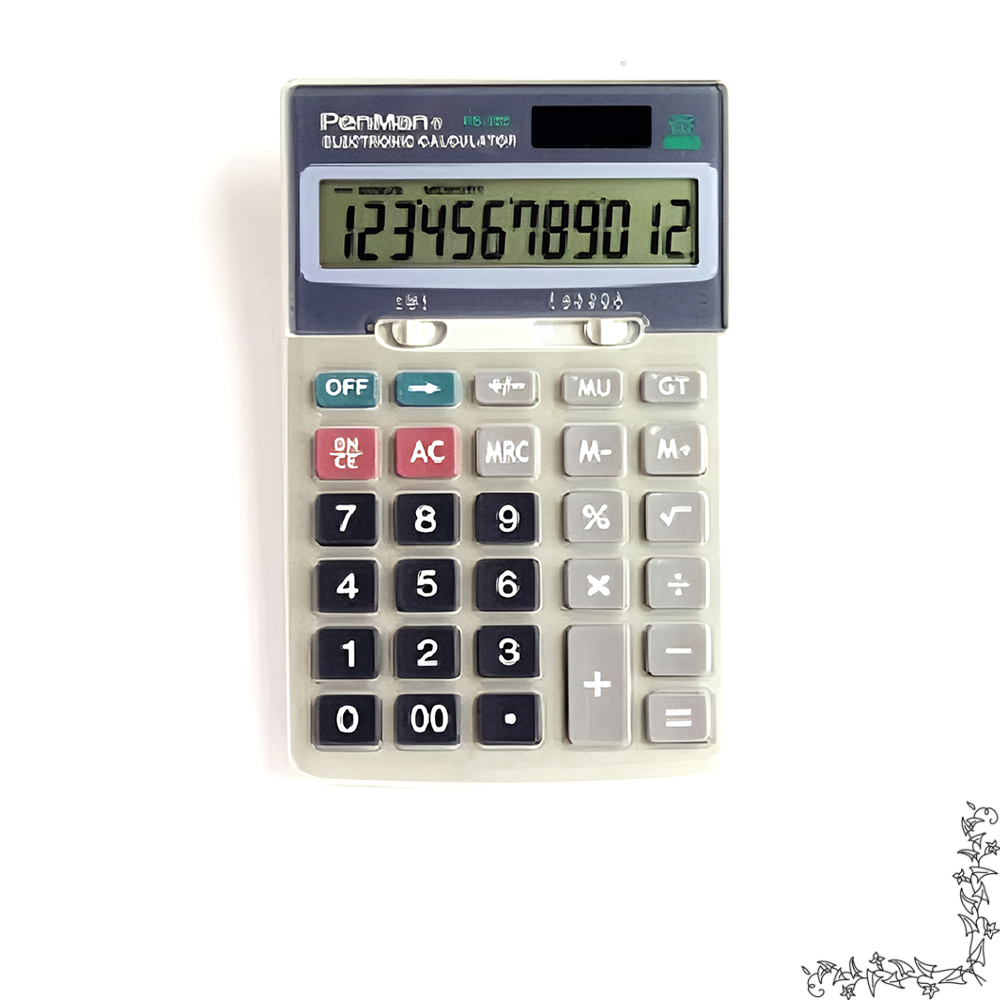 PenMan
ELECTRONIC CALCULATOR
123456789012
OFF → MU GT
ON
CE AC MRC M- M+
7 8 9 % √
4 5 6 × ÷
1 2 3 −
+
0 00 . =